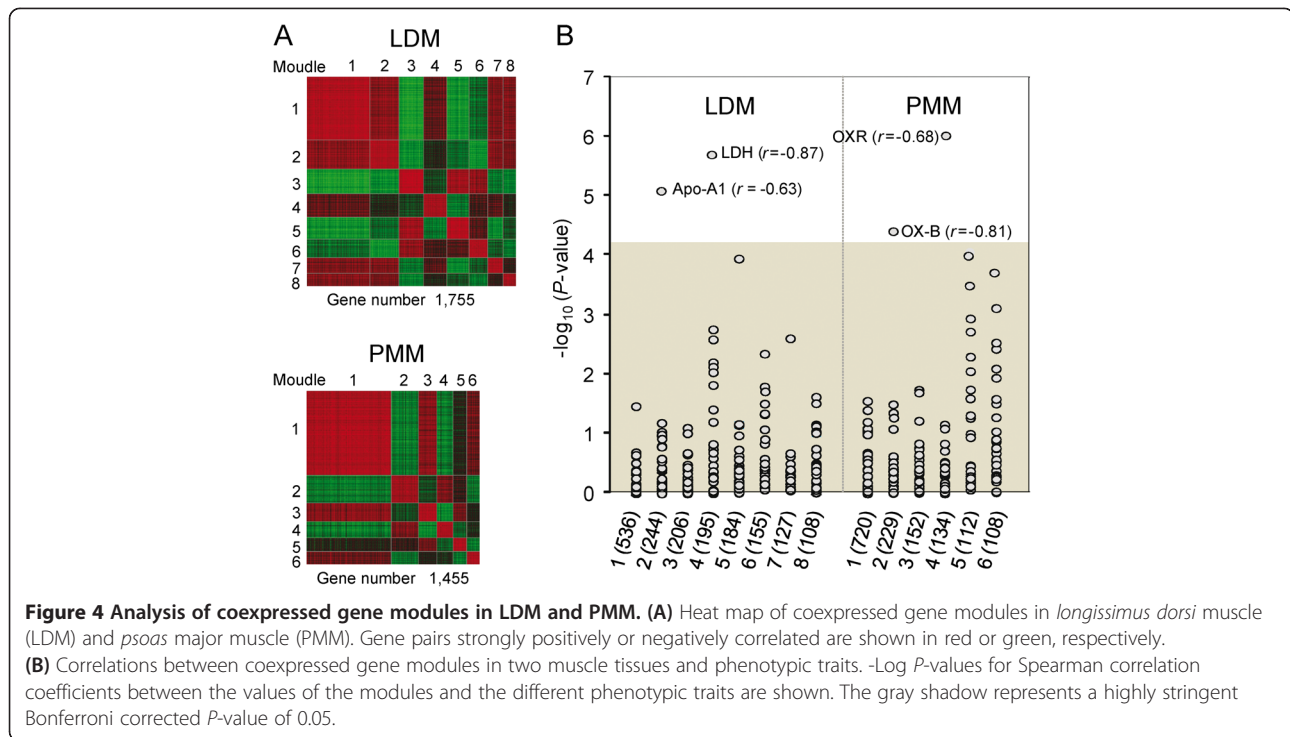 A
LDM
Moudle 1 2 3 4 5 6 7 8
1
2
3
4
5
6
7
8
Gene number 1,755
PMM
Moudle 1 2 3 4 5 6
1
2
3
4
5
6
Gene number 1,455
B
7
6
5
4
3
2
1
0
-log10 (P-value)
LDM
PMM
LDH (r=-0.87)
Apo-A1 (r = -0.63)
OXR (r=-0.68)
OX-B (r=-0.81)
1 (536)
2 (244)
3 (206)
4 (195)
5 (184)
6 (155)
7 (127)
8 (108)
1 (720)
2 (229)
3 (152)
4 (134)
5 (112)
6 (108)
Figure 4 Analysis of coexpressed gene modules in LDM and PMM. (A) Heat map of coexpressed gene modules in longissimus dorsi muscle
(LDM) and psoas major muscle (PMM). Gene pairs strongly positively or negatively correlated are shown in red or green, respectively.
(B) Correlations between coexpressed gene modules in two muscle tissues and phenotypic traits. -Log P-values for Spearman correlation
coefficients between the values of the modules and the different phenotypic traits are shown. The gray shadow represents a highly stringent
Bonferroni corrected P-value of 0.05.